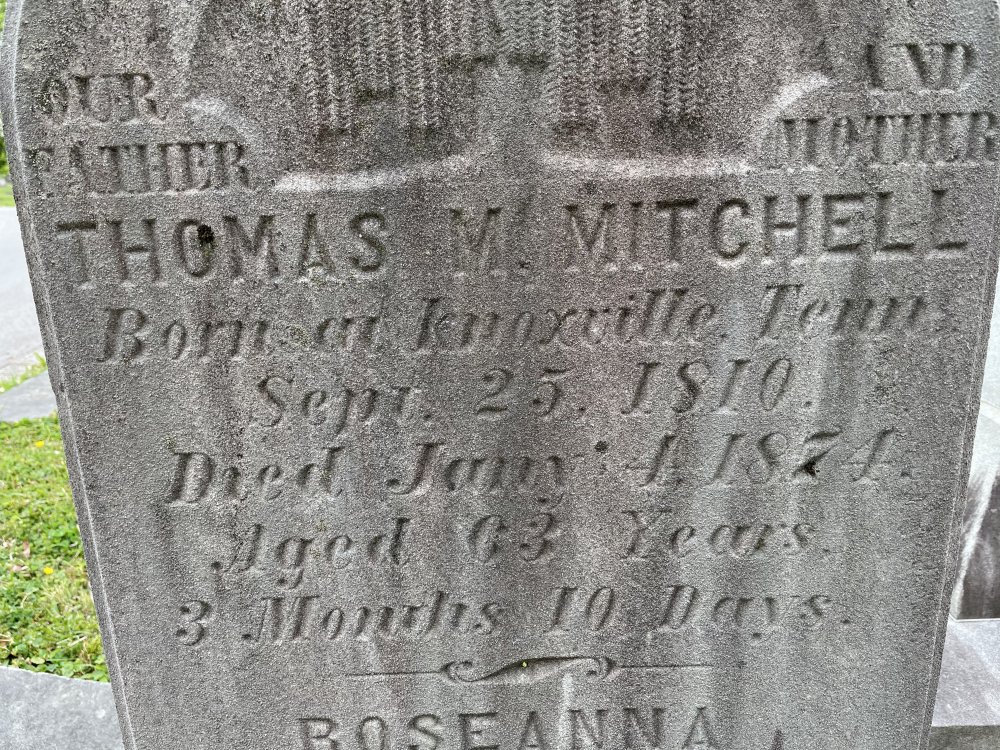 OUR
FATHER
AND
MOTHER
THOMAS M. MITCHELL
Born at Knoxville, Tenn.
Sept. 25, 1810.
Died Jany 4, 1874.
Aged 63 Years.
3 Months 10 Days.
ROSEANNA